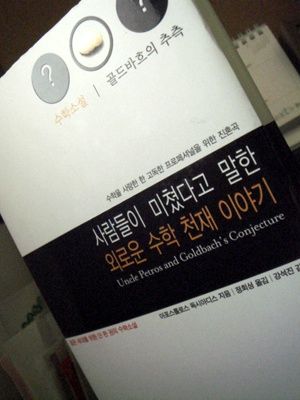 ?
?
수학소설 | 골드바흐의 추측
수학을 사랑한 한 고독한 프로페셔널을 위한 진혼곡
사람들이 미쳤다고 말한
외로운 수학 천재 이야기
Uncle Petros and Goldbach's Conjecture
아포스톨로스 독시아디스 지음 | 정회성 옮김 | 강석진 감